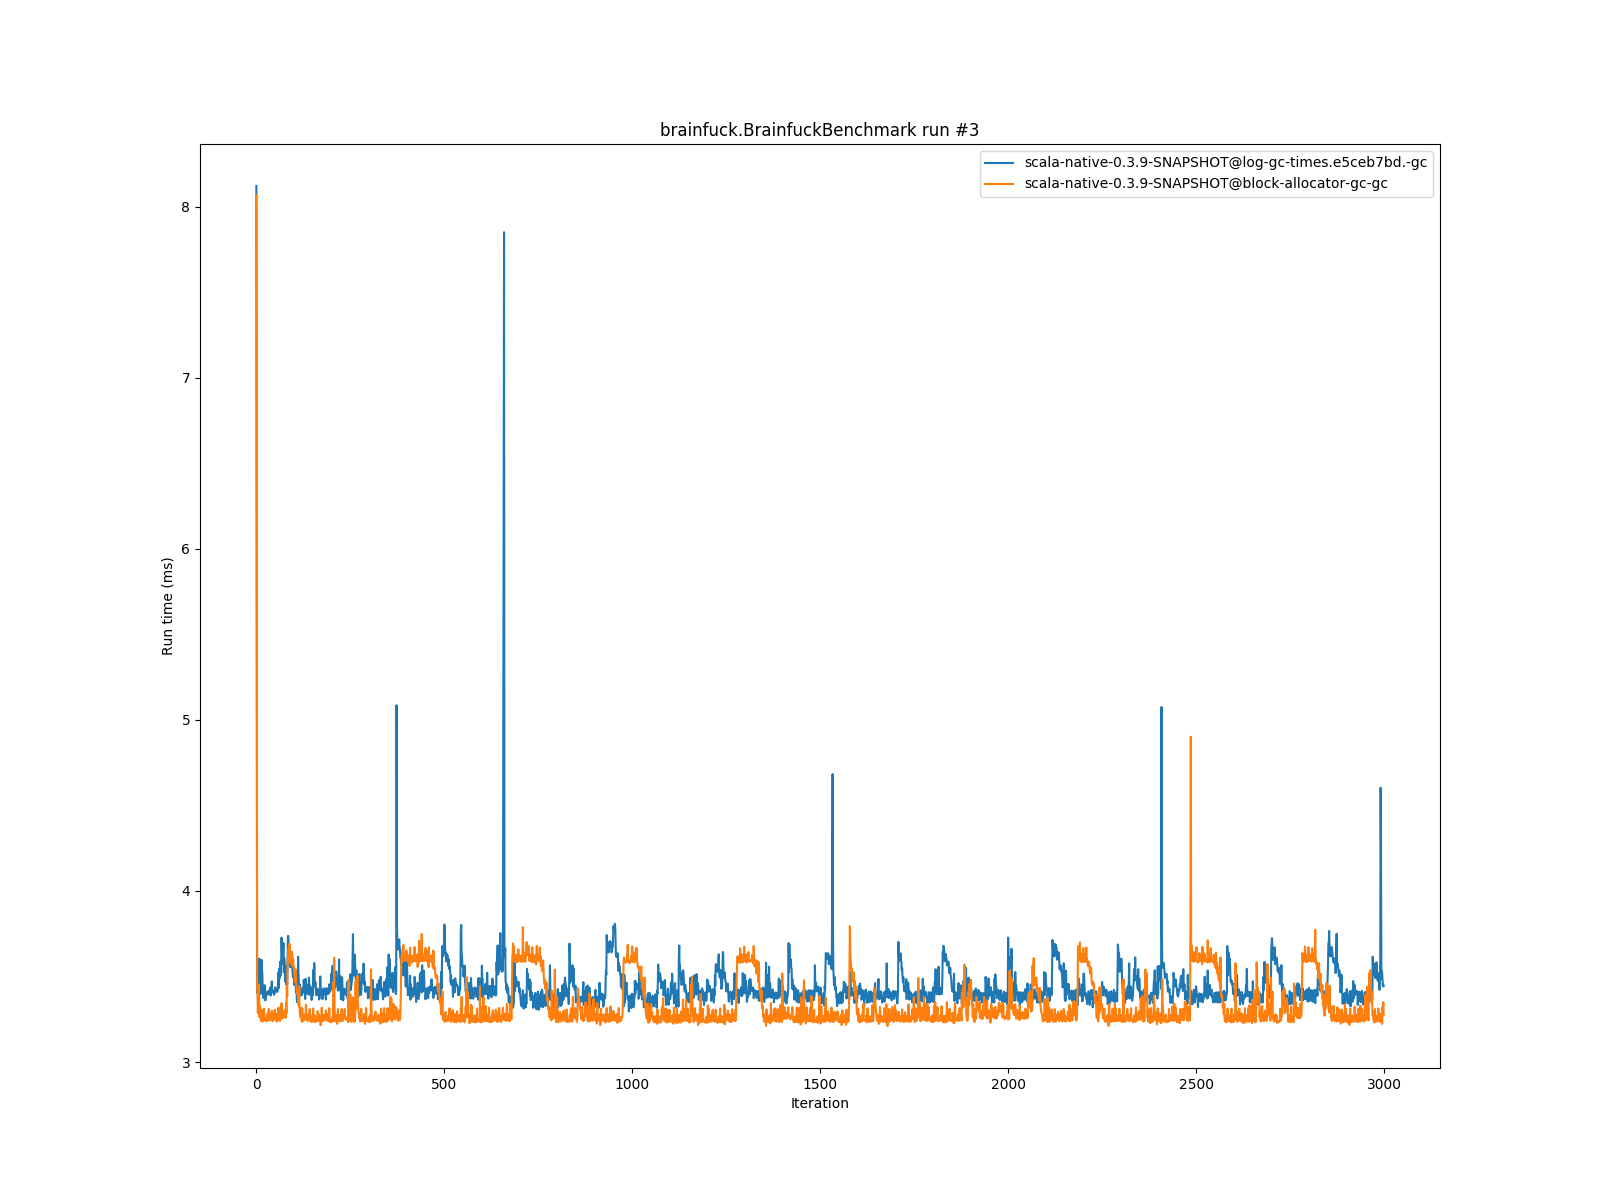 brainfuck.BrainfuckBenchmark run #3
scala-native-0.3.9-SNAPSHOT@log-gc-times.e5ceb7bd.-gc
scala-native-0.3.9-SNAPSHOT@block-allocator-gc-gc
8
7
6
5
4
3
Run time (ms)
0 500 1000 1500 2000 2500 3000
Iteration